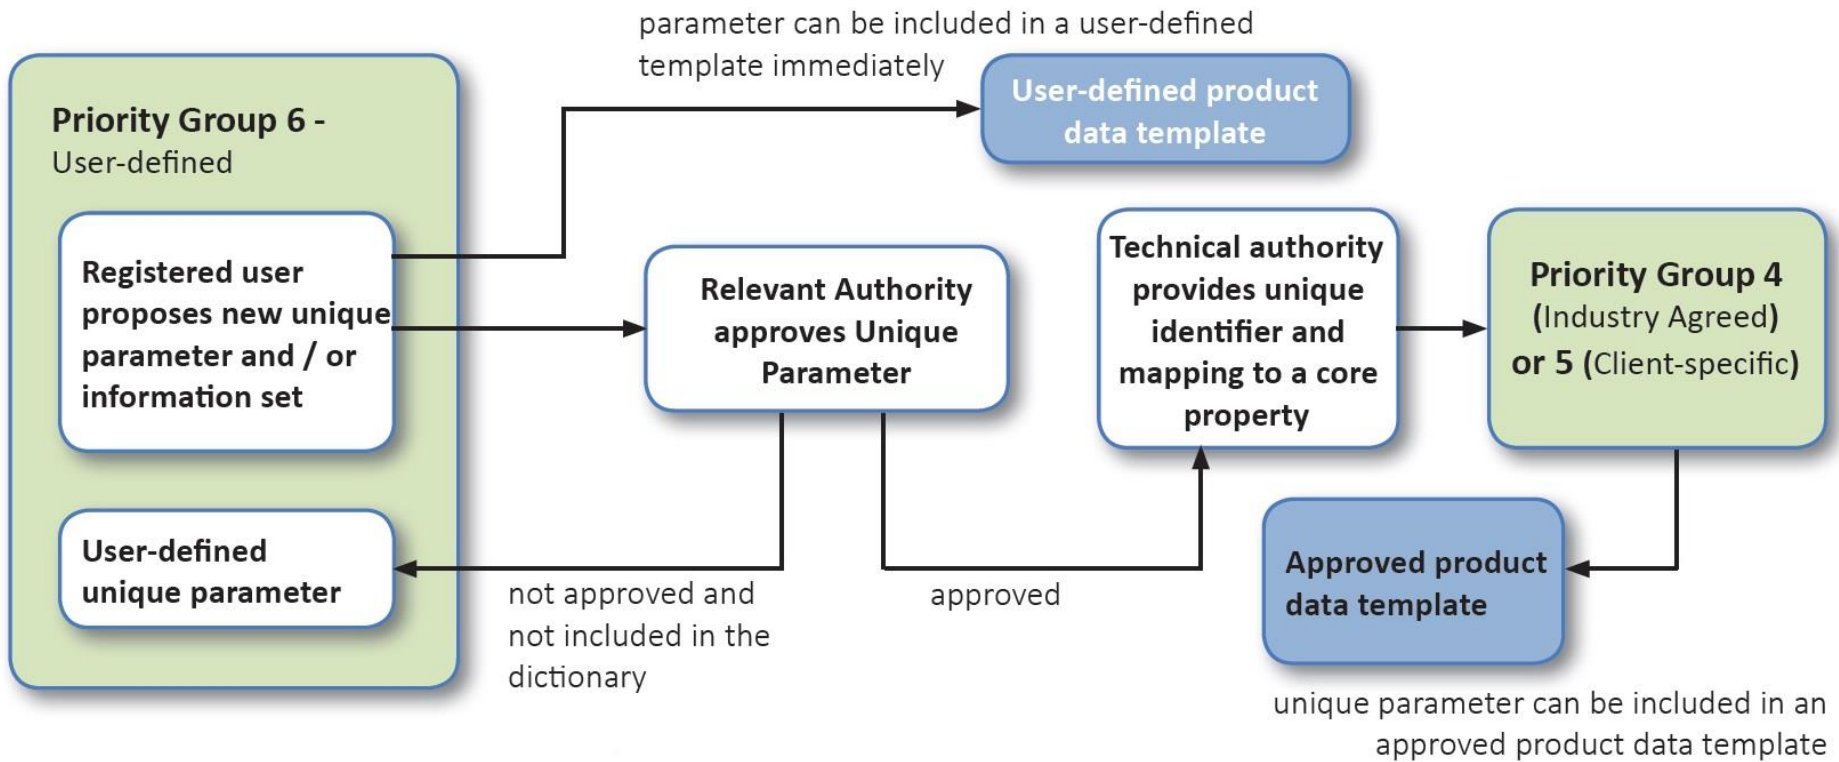 parameter can be included in a user-defined
template immediately
User-defined product
data template
Priority Group 6 -
User-defined
Registered user
proposes new unique
parameter and / or
information set
Relevant Authority
approves Unique
Parameter
Technical authority
provides unique
identifier and
mapping to a core
property
Priority Group 4
(Industry Agreed)
or 5 (Client-specific)
User-defined
unique parameter
not approved and
not included in the
dictionary
approved
Approved product
data template
unique parameter can be included in an
approved product data template